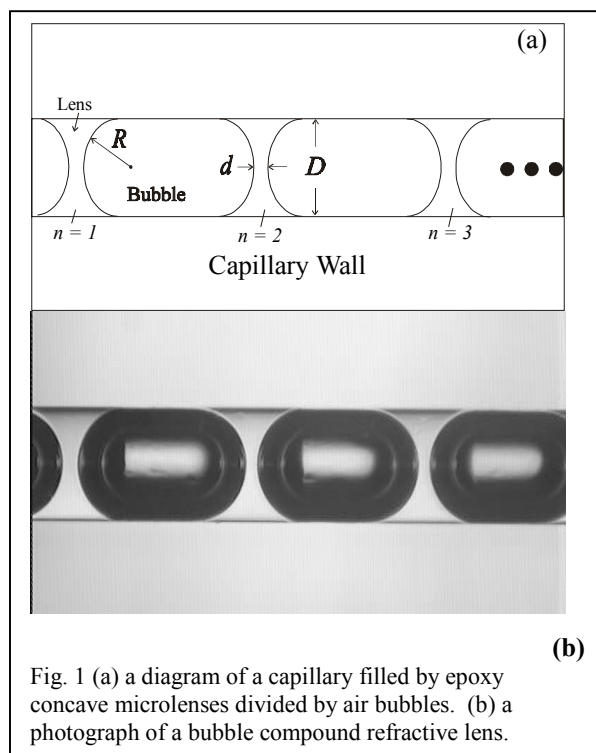 (a)
Lens
R
d
D
Bubble
n = 1
n = 2
n = 3
Capillary Wall
(b)
Fig. 1 (a) a diagram of a capillary filled by epoxy
concave microlenses divided by air bubbles.  (b) a
photograph of a bubble compound refractive lens.